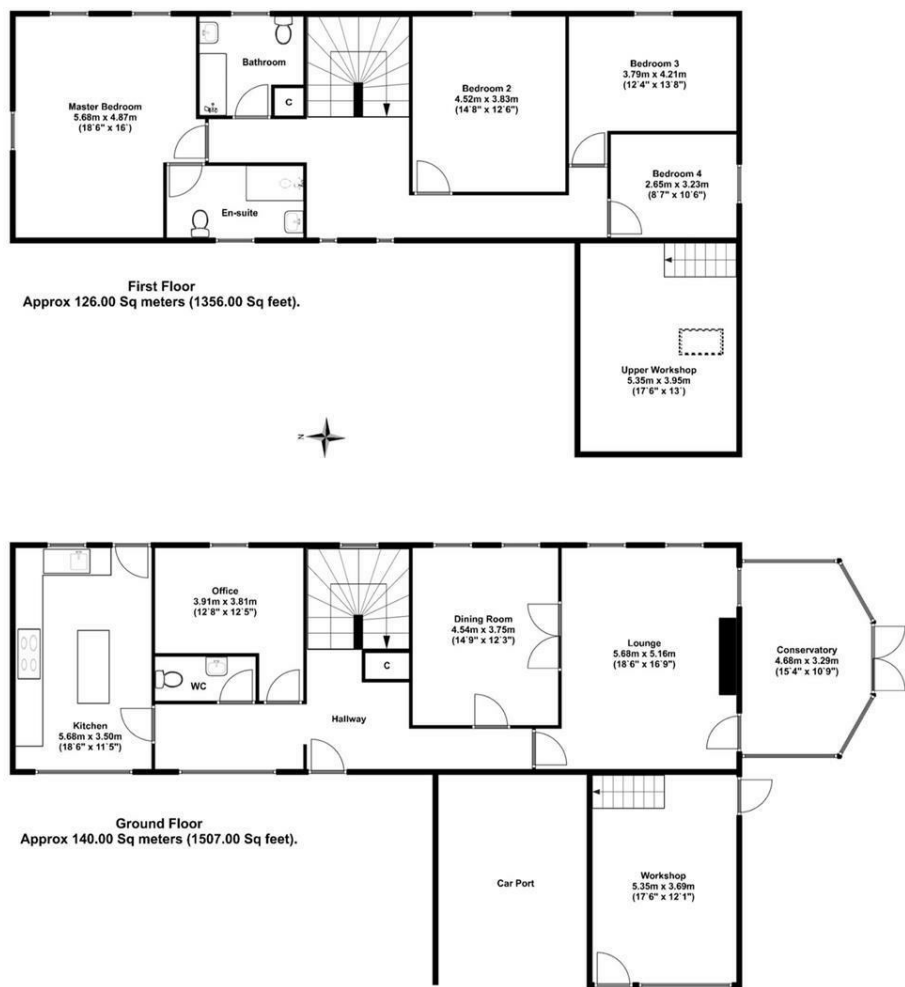 Bathroom
C
Master Bedroom
5.68m x 4.87m
(18`6" x 16`)
Bedroom 2
4.52m x 3.83m
(14`8" x 12`6")
Bedroom 3
3.79m x 4.21m
(12`4" x 13`8")
Bedroom 4
2.65m x 3.23m
(8`7" x 10`6")
En-suite
First Floor
Approx 126.00 Sq meters (1356.00 Sq feet).
Upper Workshop
5.35m x 3.95m
(17`6" x 13`)
N
Office
3.91m x 3.81m
(12`8" x 12`5")
Dining Room
4.54m x 3.75m
(14`9" x 12`3")
Lounge
5.68m x 5.16m
(18`6" x 16`9")
Conservatory
4.68m x 3.29m
(15`4" x 10`9")
WC
C
Kitchen
5.68m x 3.50m
(18`6" x 11`5")
Hallway
Ground Floor
Approx 140.00 Sq meters (1507.00 Sq feet).
Car Port
Workshop
5.35m x 3.69m
(17`6" x 12`1")